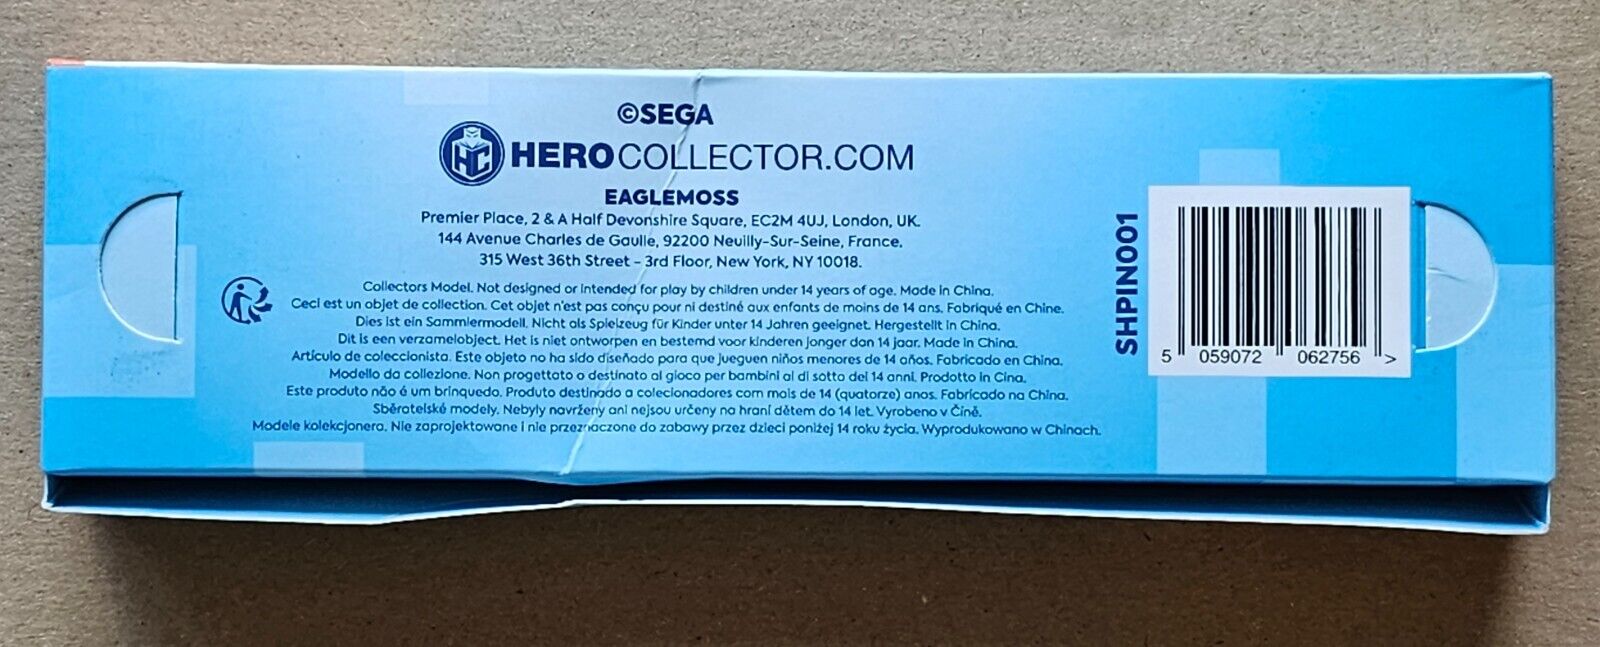 ©SEGA
HC HEROCOLLECTOR.COM
EAGLEMOSS
Premier Place, 2 & A Half Devonshire Square, EC2M 4UJ, London, UK.
144 Avenue Charles de Gaulle, 92200 Neuilly-Sur-Seine, France.
315 West 36th Street - 3rd Floor, New York, NY 10018.
Collectors Model. Not designed or intended for play by children under 14 years of age. Made in China.
Ceci est un objet de collection. Cet objet n'est pas conçu pour ni destiné aux enfants de moins de 14 ans. Fabriqué en Chine.
Dies ist ein Sammlermodell. Nicht als Spielzeug für Kinder unter 14 Jahren geeignet. Hergestellt in China.
Dit is een verzamelobject. Het is niet ontworpen en bestemd voor kinderen jonger dan 14 jaar. Made in China.
Artículo de coleccionista. Este objeto no ha sido diseñado para que jueguen niños menores de 14 años. Fabricado en China.
Modello da collezione. Non progettato o destinato al gioco per bambini al di sotto dei 14 anni. Prodotto in Cina.
Este produto não é um brinquedo. Produto destinado a colecionadores com mais de 14 (quatorze) anos. Fabricado na China.
Sběratelské modely. Nebyly navrženy ani nejsou určeny na hraní dětem do 14 let. Vyrobeno v Číně.
Modele kolekcjonera. Nie zaprojektowane i nie przeznaczone do zabawy przez dzieci poniżej 14 roku życia. Wyprodukowano w Chinach.
SHPIN001
5 059072 062756 >